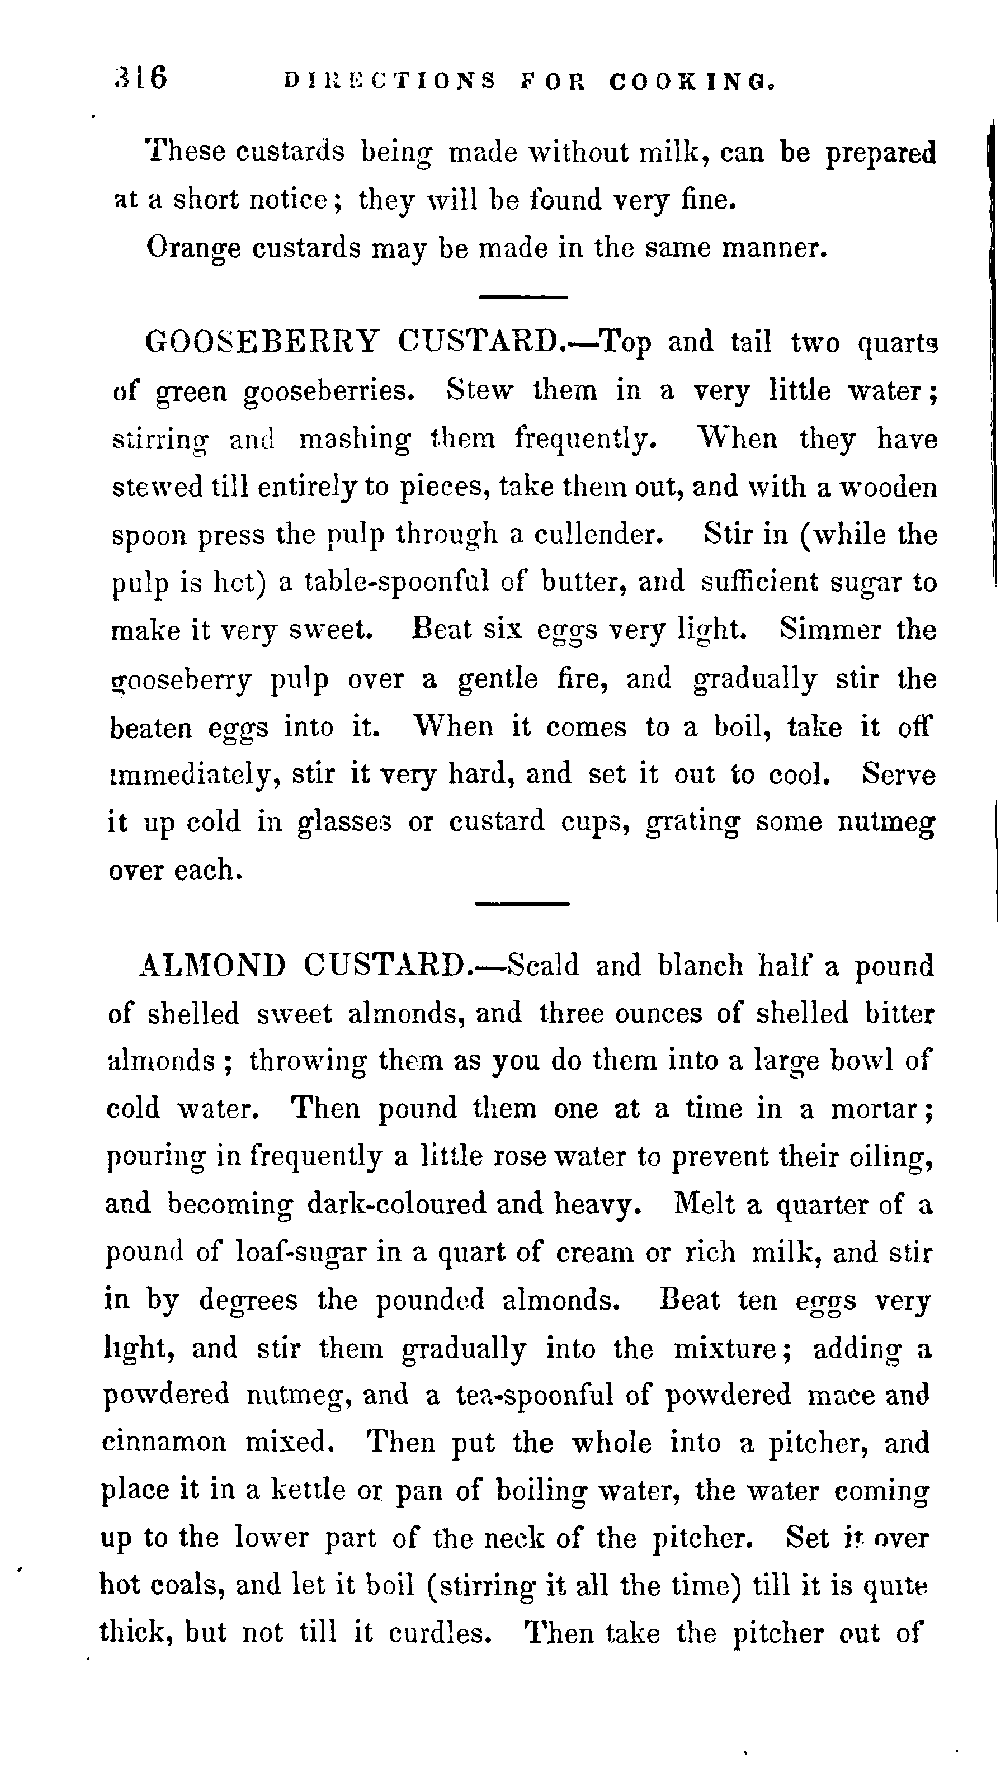 316 DIRECTIONS FOR COOKING.
These custards being made without milk, can be prepared
at a short notice; they will be found very fine.
Orange custards may be made in the same manner.
GOOSEBERRY CUSTARD.—Top and tail two quarts
of green gooseberries. Stew them in a very little water;
stirring and mashing them frequently. When they have
stewed till entirely to pieces, take them out, and with a wooden
spoon press the pulp through a cullender. Stir in (while the
pulp is hot) a table-spoonful of butter, and sufficient sugar to
make it very sweet. Beat six eggs very light. Simmer the
gooseberry pulp over a gentle fire, and gradually stir the
beaten eggs into it. When it comes to a boil, take it off
immediately, stir it very hard, and set it out to cool. Serve
it up cold in glasses or custard cups, grating some nutmeg
over each.
ALMOND CUSTARD.—Scald and blanch half a pound
of shelled sweet almonds, and three ounces of shelled bitter
almonds; throwing them as you do them into a large bowl of
cold water. Then pound them one at a time in a mortar;
pouring in frequently a little rose water to prevent their oiling,
and becoming dark-coloured and heavy. Melt a quarter of a
pound of loaf-sugar in a quart of cream or rich milk, and stir
in by degrees the pounded almonds. Beat ten eggs very
light, and stir them gradually into the mixture; adding a
powdered nutmeg, and a tea-spoonful of powdered mace and
cinnamon mixed. Then put the whole into a pitcher, and
place it in a kettle or pan of boiling water, the water coming
up to the lower part of the neck of the pitcher. Set it over
hot coals, and let it boil (stirring it all the time) till it is quite
thick, but not till it curdles. Then take the pitcher out of